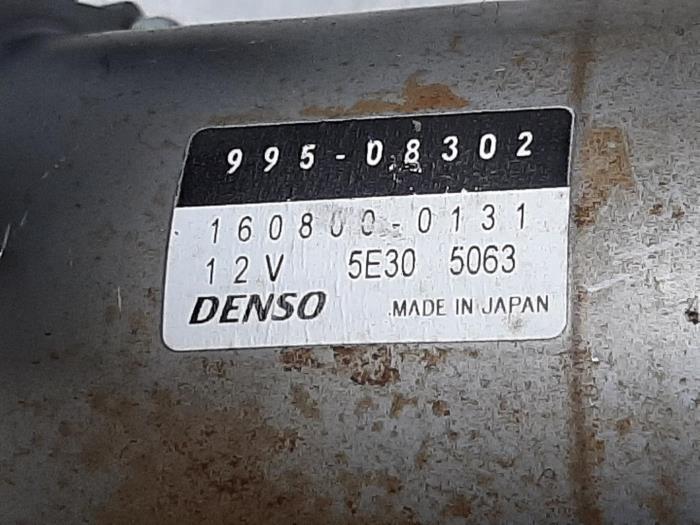 995-08302
160800-0131
12V 5E30 5063
DENSO MADE IN JAPAN